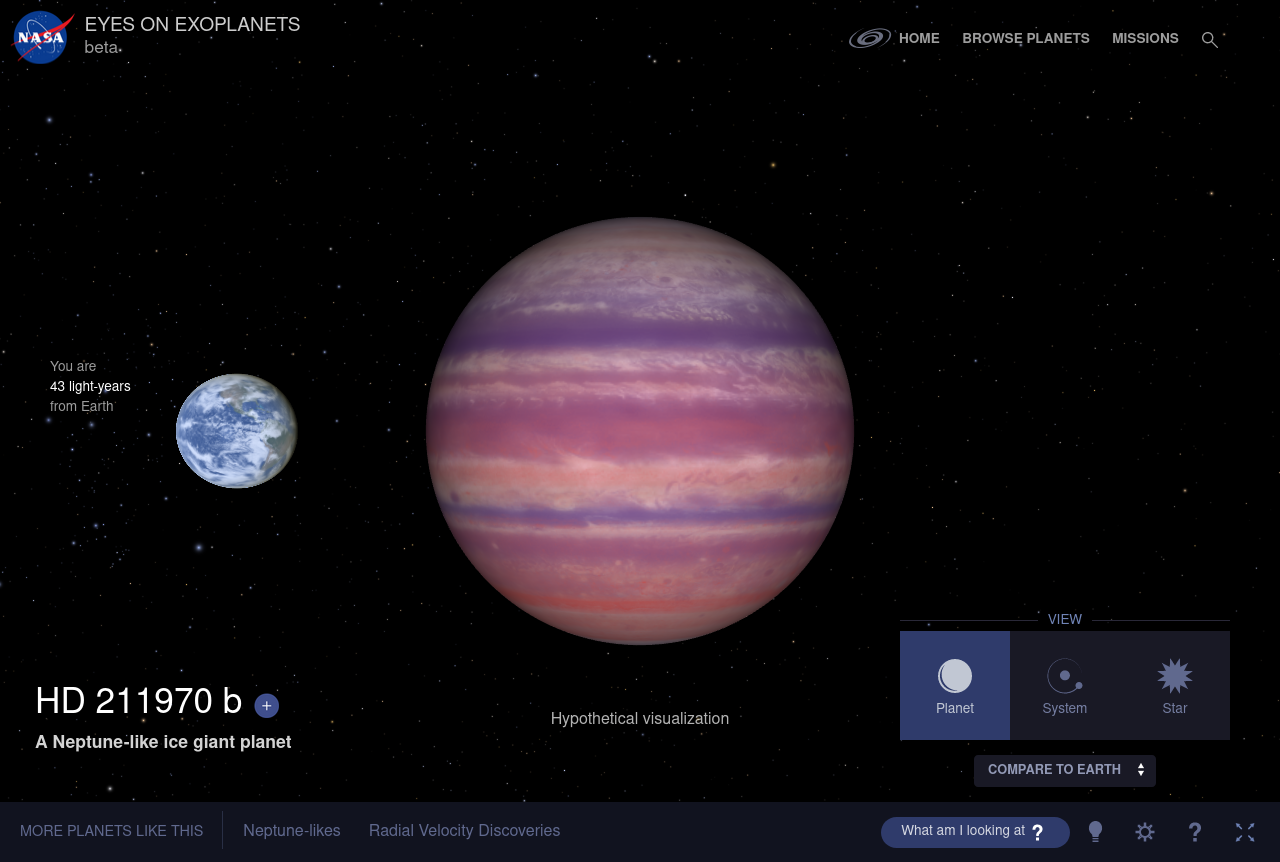 NASA
EYES ON EXOPLANETS
beta
HOME
BROWSE PLANETS
MISSIONS
You are
43 light-years
from Earth
HD 211970 b +
A Neptune-like ice giant planet
Hypothetical visualization
VIEW
Planet
System
Star
COMPARE TO EARTH
MORE PLANETS LIKE THIS
Neptune-likes
Radial Velocity Discoveries
What am I looking at ?
?